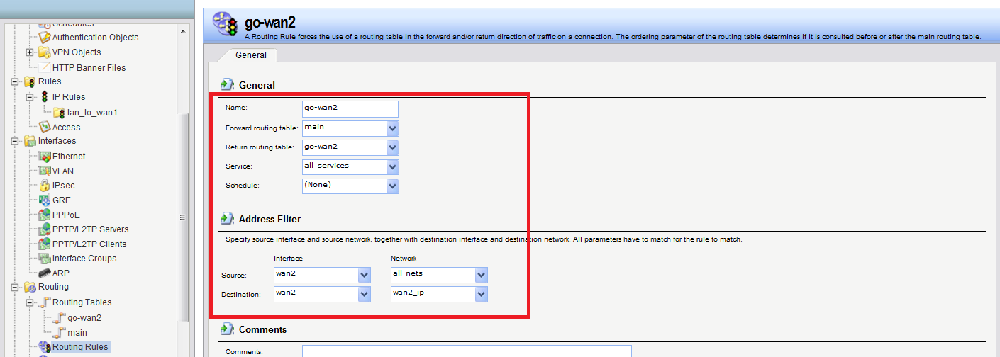 Schedules
Authentication Objects
VPN Objects
HTTP Banner Files
Rules
IP Rules
lan_to_wan1
Access
Interfaces
Ethernet
VLAN
IPsec
GRE
PPPoE
PPTP/L2TP Servers
PPTP/L2TP Clients
Interface Groups
ARP
Routing
Routing Tables
go-wan2
main
Routing Rules
go-wan2
A Routing Rule forces the use of a routing table in the forward and/or return direction of traffic on a connection. The ordering parameter of the routing table determines if it is consulted before or after the main routing table.
General
General
Name: go-wan2
Forward routing table: main
Return routing table: go-wan2
Service: all_services
Schedule: (None)
Address Filter
Specify source interface and source network, together with destination interface and destination network. All parameters have to match for the rule to match.
Interface Network
Source: wan2 all-nets
Destination: wan2 wan2_ip
Comments
Comments: